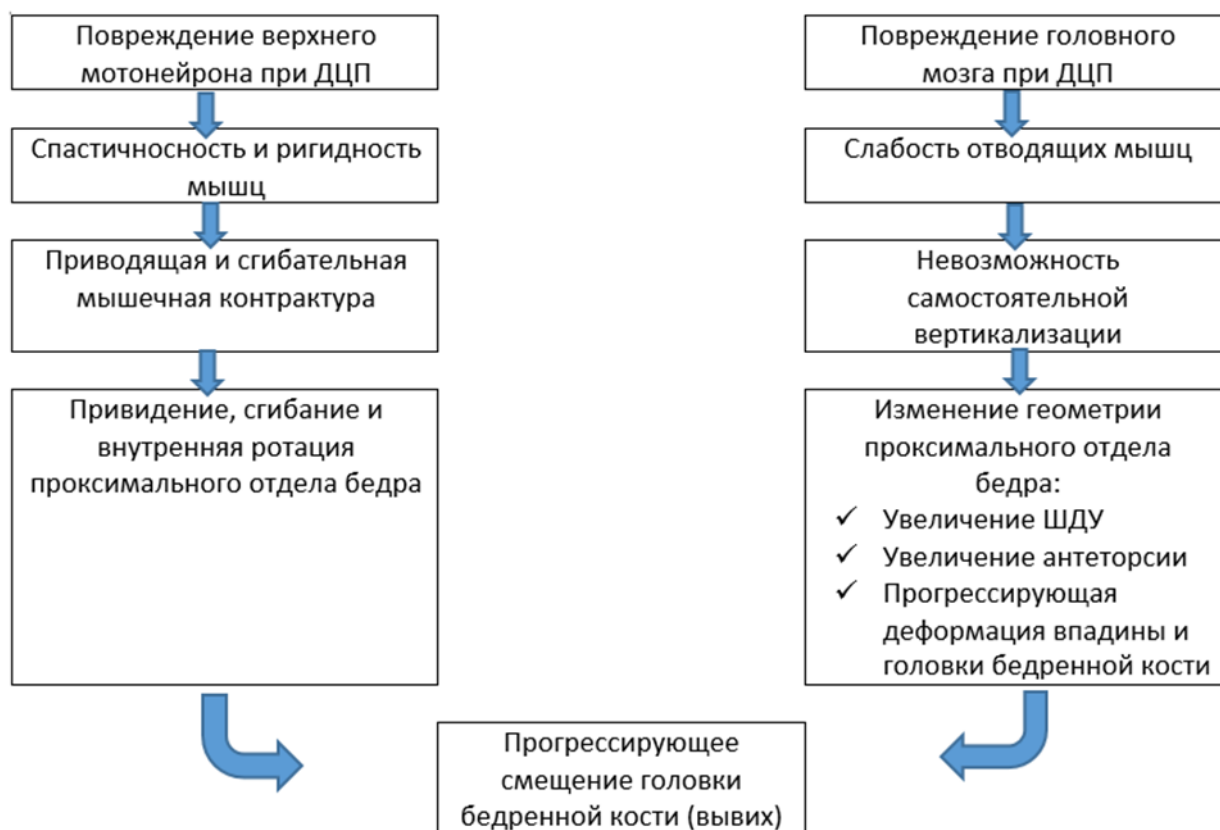 Повреждение верхнего
мотонейрона при ДЦП
Спастичносность и ригидность
мышц
Приводящая и сгибательная
мышечная контрактура
Привидение, сгибание и
внутренняя ротация
проксимального отдела бедра
Повреждение головного
мозга при ДЦП
Слабость отводящих мышц
Невозможность
самостоятельной
вертикализации
Изменение геометрии
проксимального отдела
бедра:
✓ Увеличение ШДУ
✓ Увеличение антеторсии
✓ Прогрессирующая
деформация впадины и
головки бедренной кости
Прогрессирующее
смещение головки
бедренной кости (вывих)